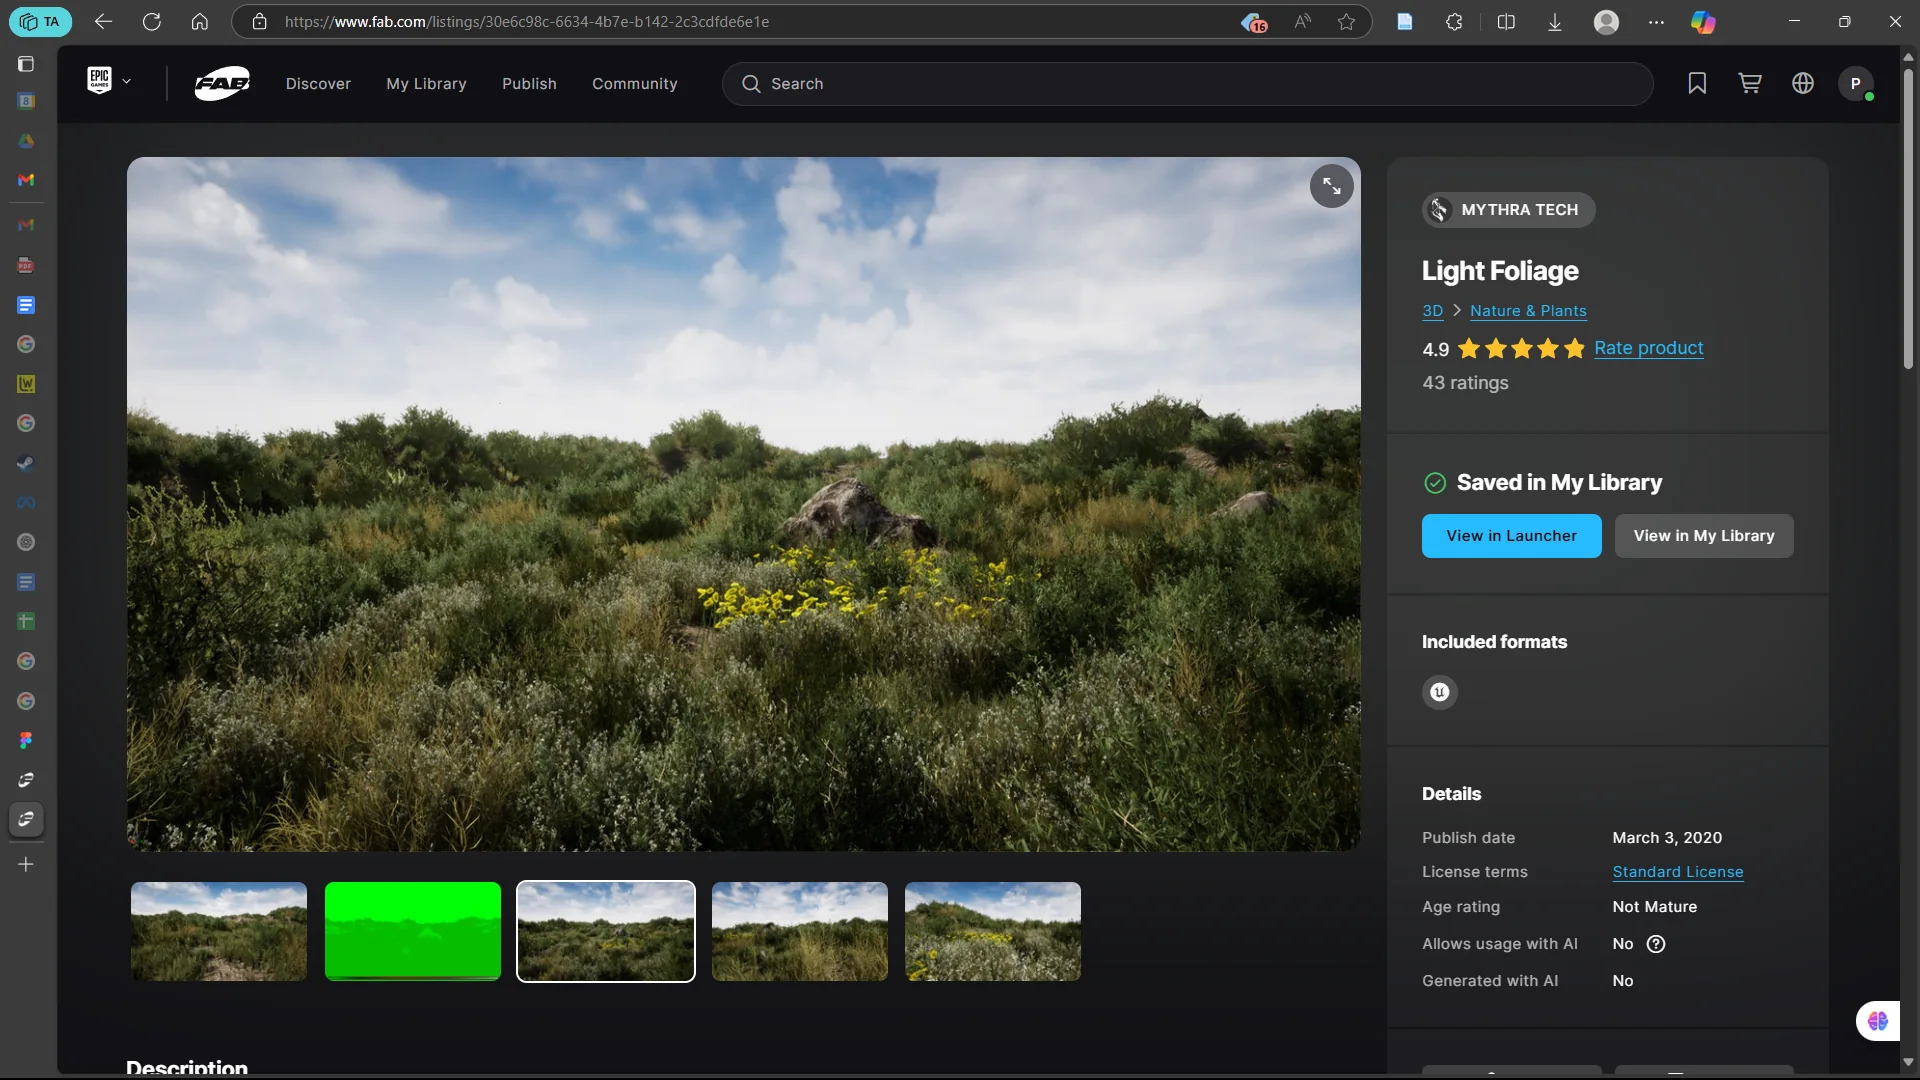 TA
https://www.fab.com/listings/30e6c98c-6634-4b7e-b142-2c3cdfde6e1e
16
EPIC GAMES
FAB
Discover
My Library
Publish
Community
Search
P
MYTHRA TECH
Light Foliage
3D > Nature & Plants
4.9
Rate product
43 ratings
Saved in My Library
View in Launcher
View in My Library
Included formats
Details
Publish date
March 3, 2020
License terms
Standard License
Age rating
Not Mature
Allows usage with AI
No
Generated with AI
No
Description